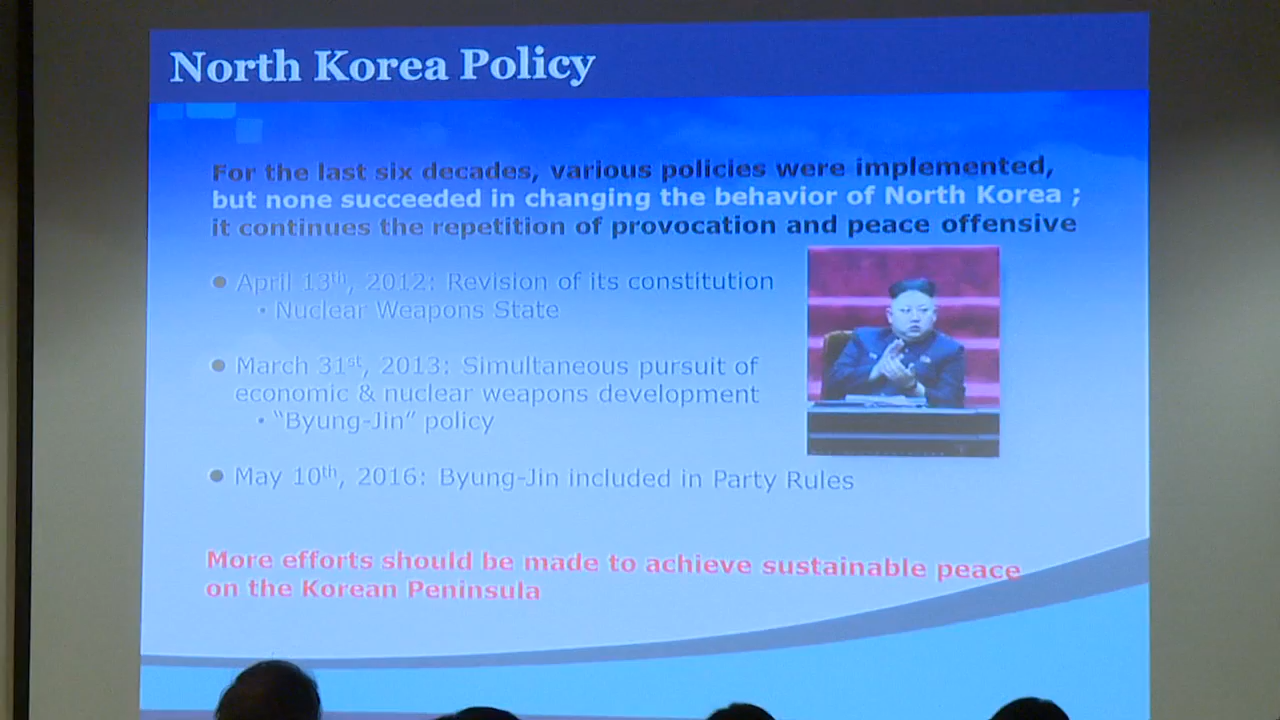 North Korea Policy
For the last six decades, various policies were implemented,
but none succeeded in changing the behavior of North Korea ;
it continues the repetition of provocation and peace offensive
● April 13th, 2012: Revision of its constitution
• Nuclear Weapons State
● March 31st, 2013: Simultaneous pursuit of
economic & nuclear weapons development
• “Byung-Jin” policy
● May 10th, 2016: Byung-Jin included in Party Rules
More efforts should be made to achieve sustainable peace
on the Korean Peninsula